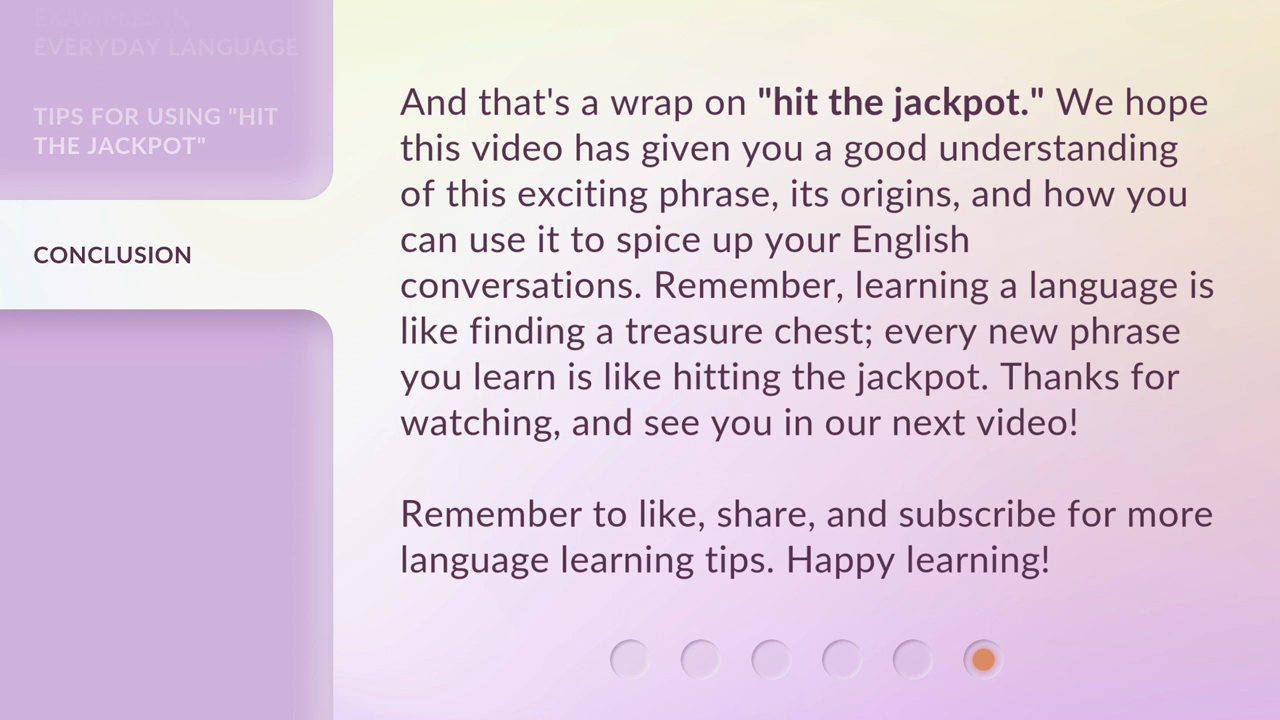 EXAMPLES IN
EVERYDAY LANGUAGE
TIPS FOR USING "HIT
THE JACKPOT"
CONCLUSION
And that's a wrap on "hit the jackpot." We hope
this video has given you a good understanding
of this exciting phrase, its origins, and how you
can use it to spice up your English
conversations. Remember, learning a language is
like finding a treasure chest; every new phrase
you learn is like hitting the jackpot. Thanks for
watching, and see you in our next video!
Remember to like, share, and subscribe for more
language learning tips. Happy learning!